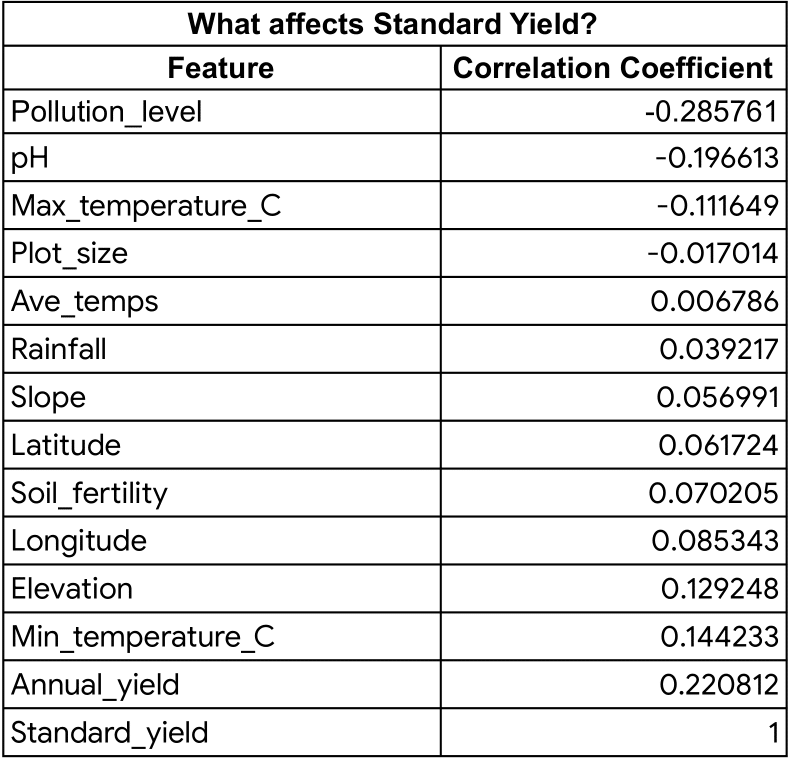 What affects Standard Yield?
Feature Correlation Coefficient
Pollution_level -0.285761
pH -0.196613
Max_temperature_C -0.111649
Plot_size -0.017014
Ave_temps 0.006786
Rainfall 0.039217
Slope 0.056991
Latitude 0.061724
Soil_fertility 0.070205
Longitude 0.085343
Elevation 0.129248
Min_temperature_C 0.144233
Annual_yield 0.220812
Standard_yield 1